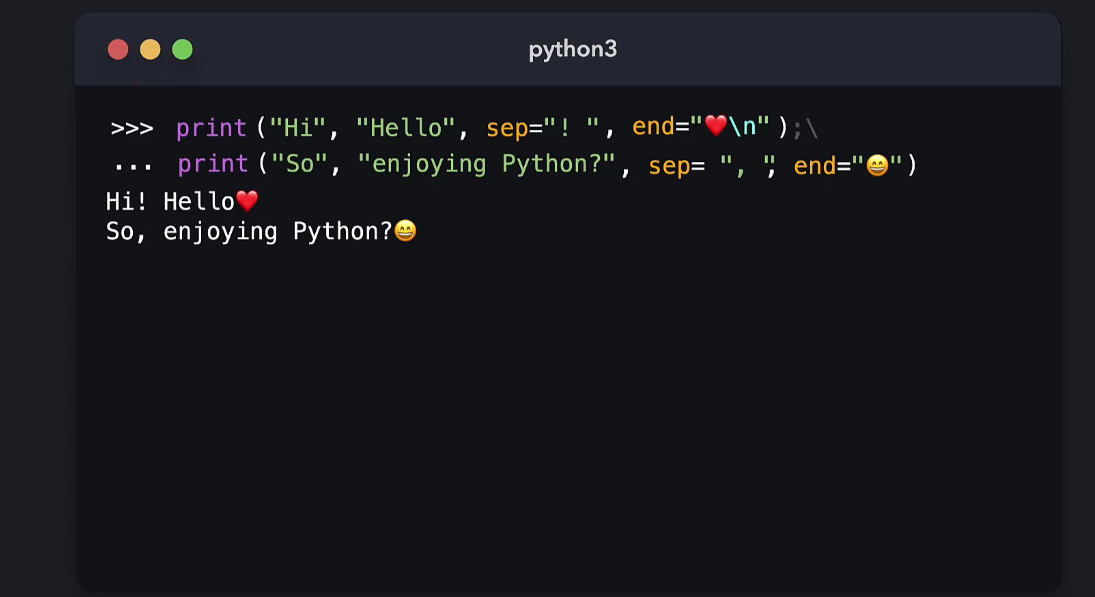 python3
>>> print("Hi", "Hello", sep="! ", end="❤️\n");\
... print("So", "enjoying Python?", sep= ", ", end="😄")
Hi! Hello❤️
So, enjoying Python?😄